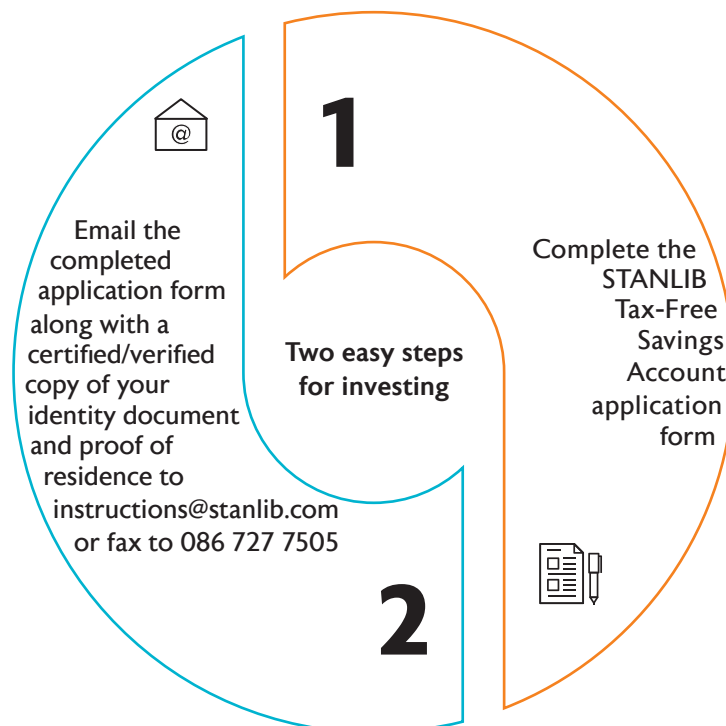 Two easy steps
for investing
1
Complete the
STANLIB
Tax-Free
Savings
Account
application
form
2
@
Email the
completed
application form
along with a
certified/verified
copy of your
identity document
and proof of
residence to
instructions@stanlib.com
or fax to 086 727 7505